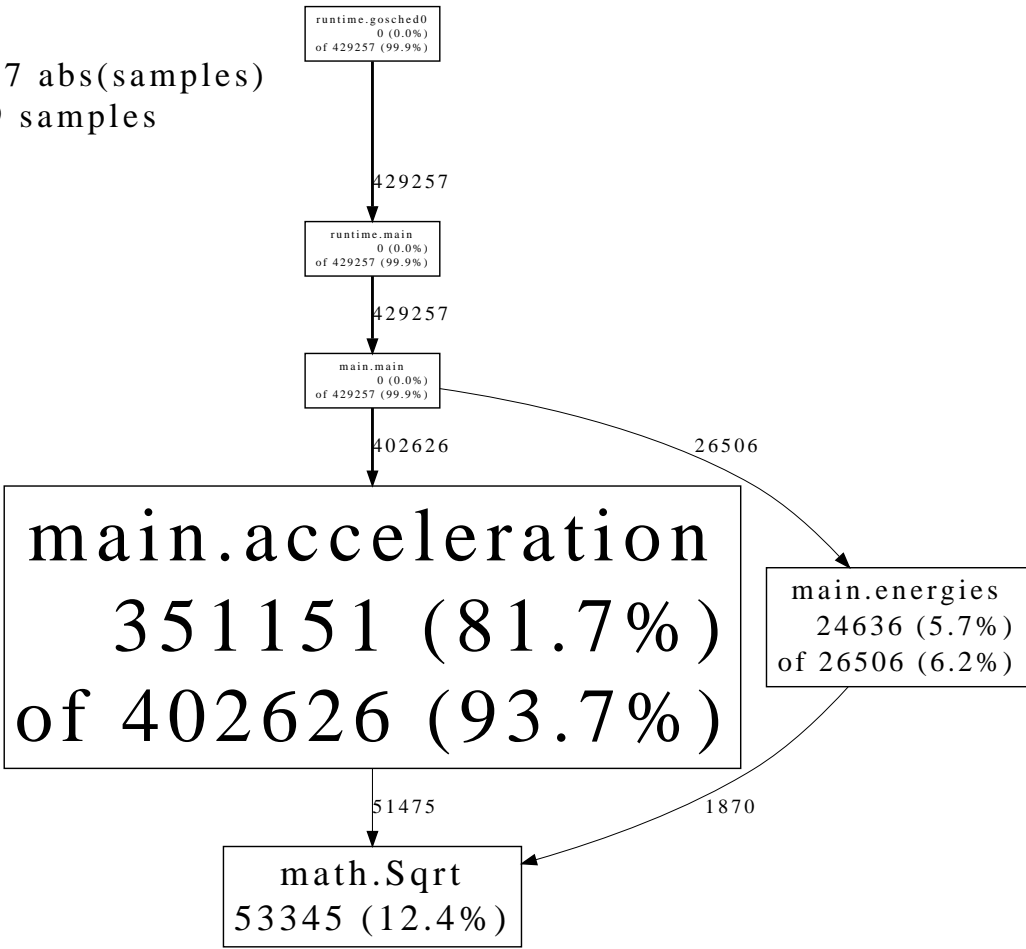 runtime.gosched0
0 (0.0%)
of 429257 (99.9%)
7 abs(samples)
samples
429257
runtime.main
0 (0.0%)
of 429257 (99.9%)
429257
main.main
0 (0.0%)
of 429257 (99.9%)
402626
26506
main.acceleration
351151 (81.7%)
of 402626 (93.7%)
main.energies
24636 (5.7%)
of 26506 (6.2%)
51475
1870
math.Sqrt
53345 (12.4%)